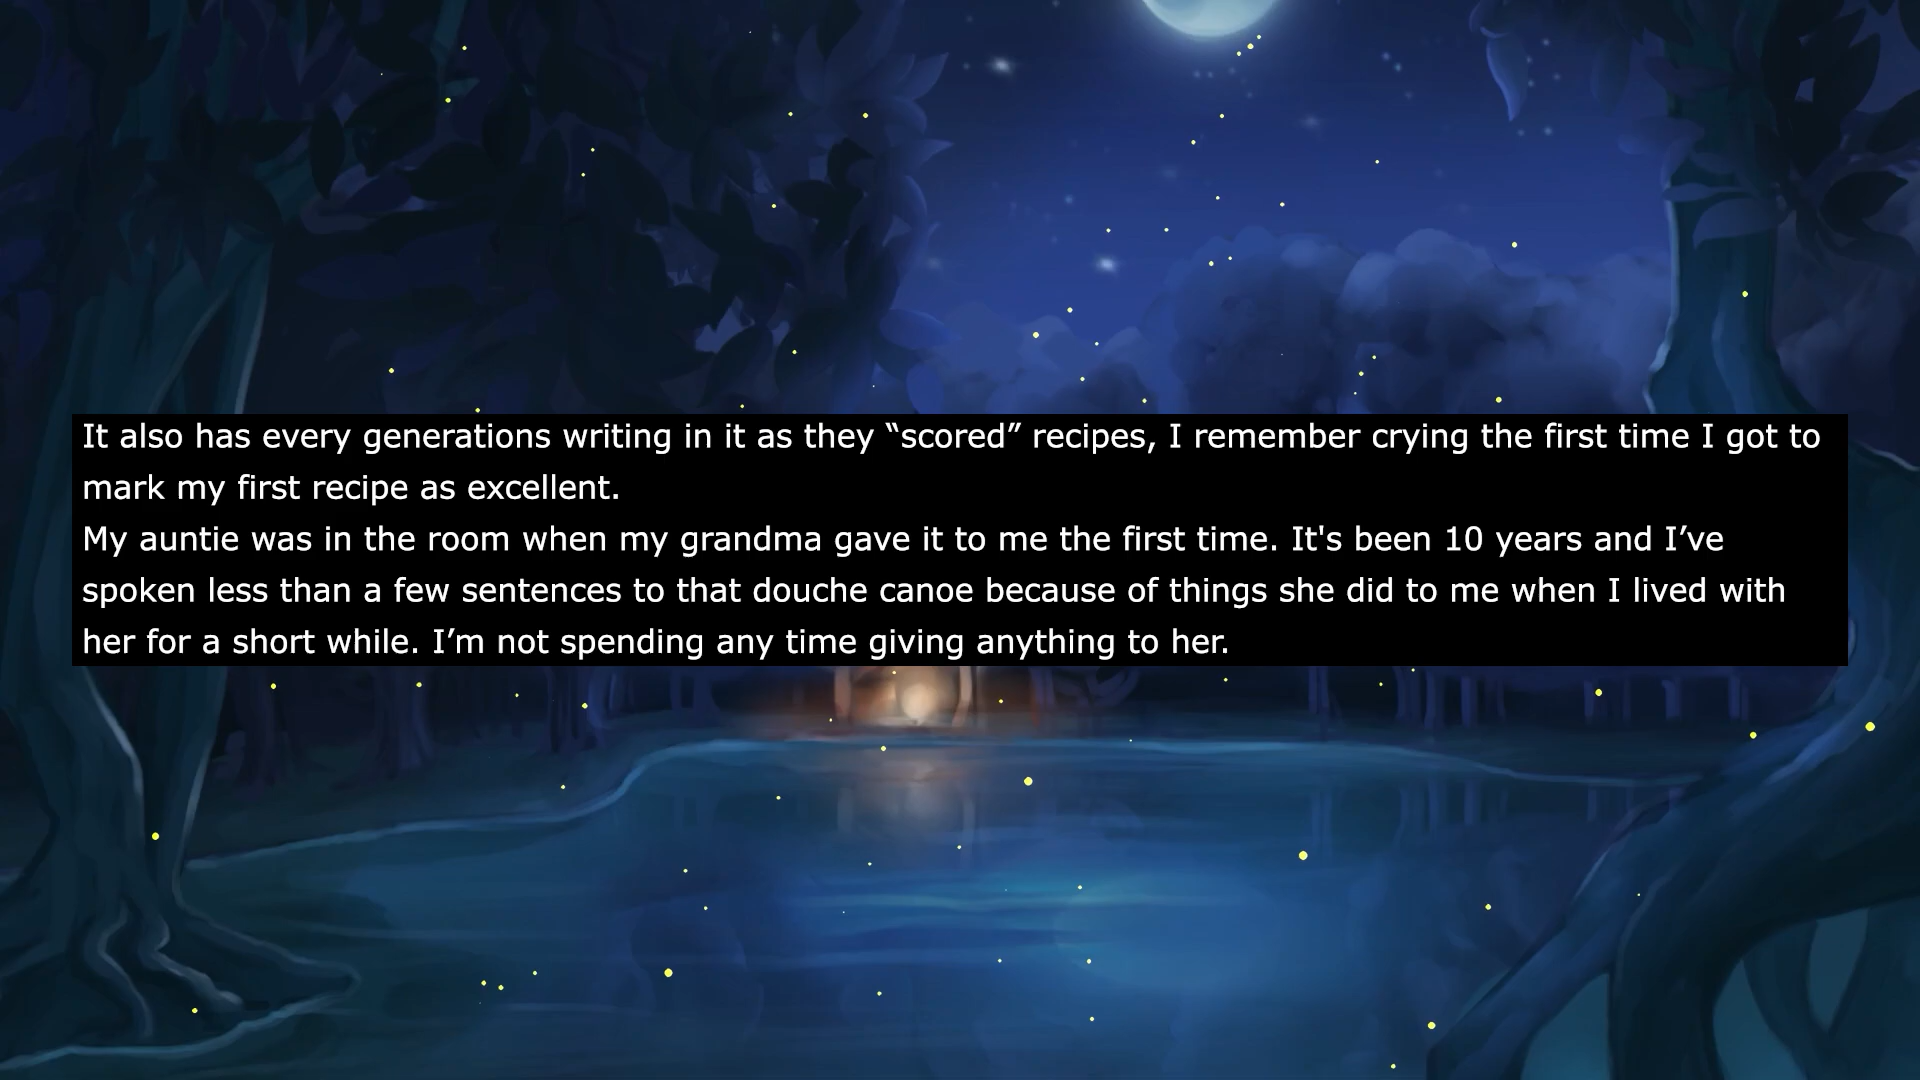 It also has every generations writing in it as they “scored” recipes, I remember crying the first time I got to
mark my first recipe as excellent.
My auntie was in the room when my grandma gave it to me the first time. It's been 10 years and I’ve
spoken less than a few sentences to that douche canoe because of things she did to me when I lived with
her for a short while. I’m not spending any time giving anything to her.